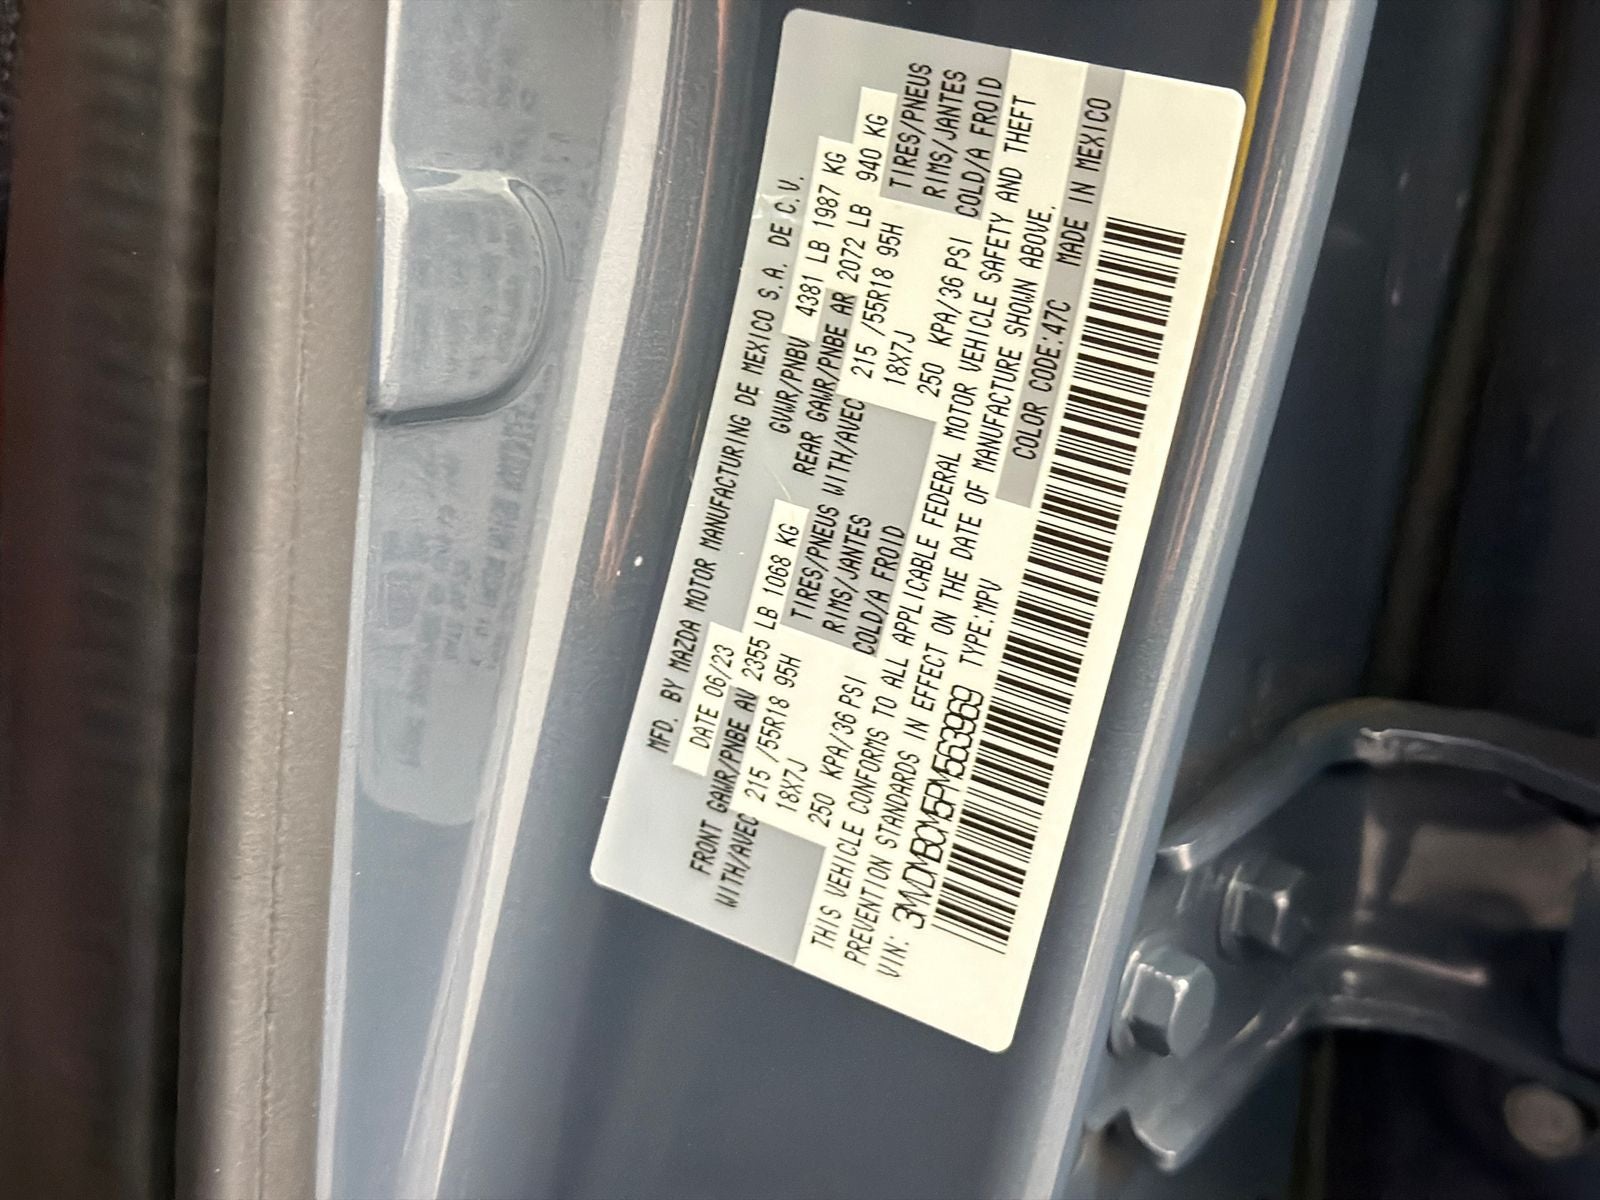 MFD. BY MAZDA MOTOR MANUFACTURING DE MEXICO S.A. DE C.V.
DATE 06/23 GVWR/PNBV 4381 LB 1987 KG
FRONT GAWR/PNBE AV 2355 LB 1068 KG REAR GAWR/PNBE AR 2072 LB 940 KG
WITH/AVEC 215 /55R18 95H TIRES/PNEUS WITH/AVEC 215 /55R18 95H TIRES/PNEUS
18X7J RIMS/JANTES 18X7J RIMS/JANTES
250 KPA/36 PSI COLD/A FROID 250 KPA/36 PSI COLD/A FROID
THIS VEHICLE CONFORMS TO ALL APPLICABLE FEDERAL MOTOR VEHICLE SAFETY AND THEFT
PREVENTION STANDARDS IN EFFECT ON THE DATE OF MANUFACTURE SHOWN ABOVE.
VIN: 3MVDMBCM5PM563969 TYPE:MPV COLOR CODE:47C MADE IN MEXICO